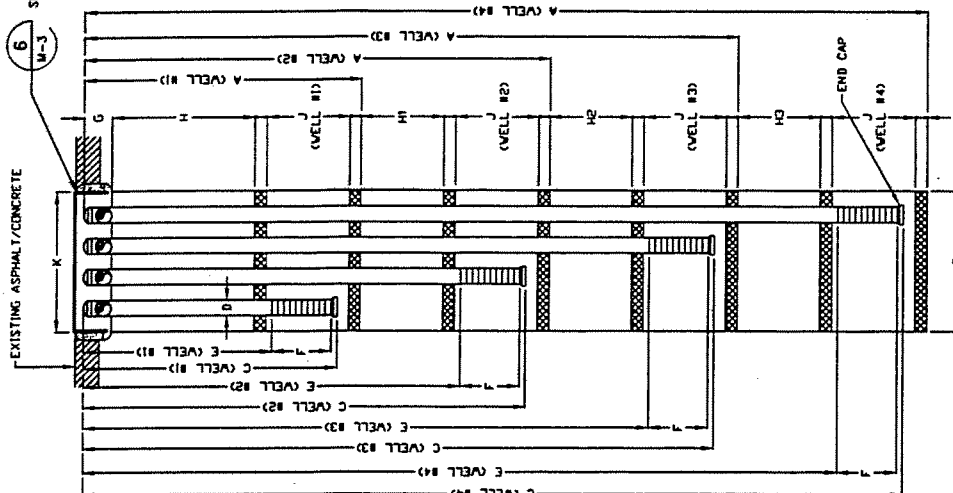 S
6
M-3
EXISTING ASPHALT/CONCRETE
K
A (WELL #4)
A (WELL #3)
A (WELL #2)
A (WELL #1)
G
H
J
(WELL #1)
H1
J
(WELL #2)
H2
J
(WELL #3)
H3
J
(WELL #4)
END CAP
D
E (WELL #1)
F
C (WELL #1)
E (WELL #2)
F
C (WELL #2)
E (WELL #3)
F
C (WELL #3)
E (WELL #4)
F